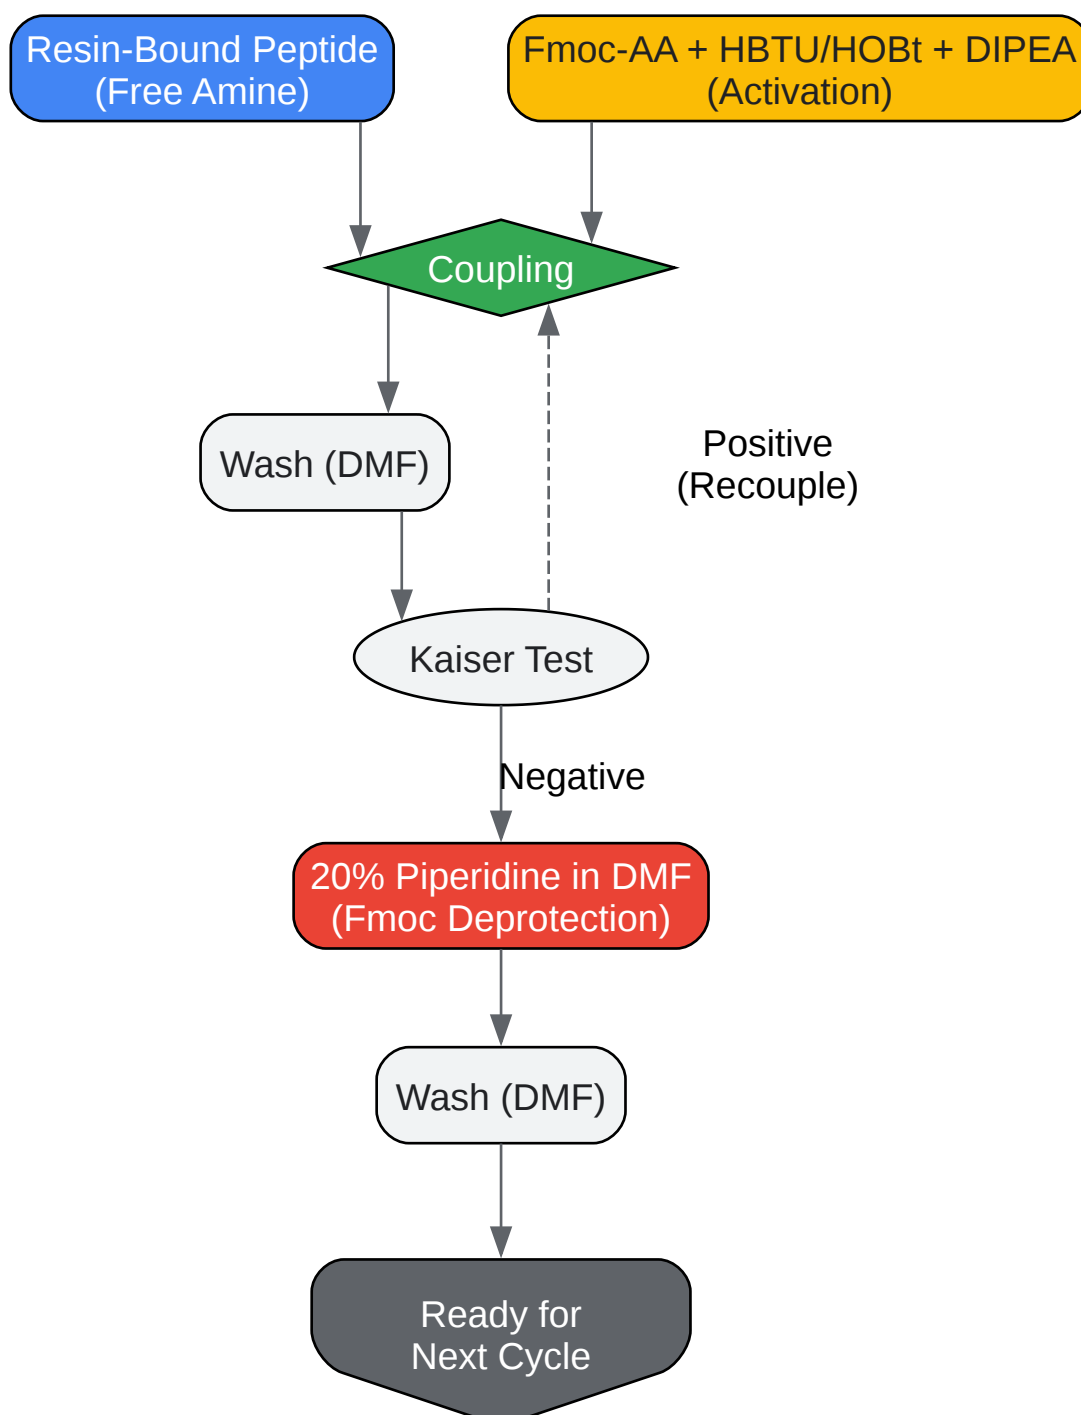 Resin-Bound Peptide
(Free Amine)
Fmoc-AA + HBTU/HOBt + DIPEA
(Activation)
Coupling
Wash (DMF)
Positive
(Recouple)
Kaiser Test
Negative
20% Piperidine in DMF
(Fmoc Deprotection)
Wash (DMF)
Ready for
Next Cycle